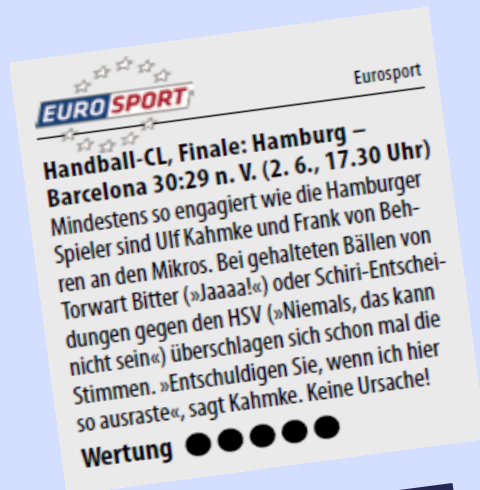 EUROSPORT
Eurosport
Handball-CL, Finale: Hamburg –
Barcelona 30:29 n. V. (2. 6., 17.30 Uhr)
Mindestens so engagiert wie die Hamburger
Spieler sind Ulf Kahmke und Frank von Beh-
ren an den Mikros. Bei gehalteten Bällen von
Torwart Bitter (»Jaaaa!«) oder Schiri-Entschei-
dungen gegen den HSV (»Niemals, das kann
nicht sein«) überschlagen sich schon mal die
Stimmen. »Entschuldigen Sie, wenn ich hier
so ausraste«, sagt Kahmke. Keine Ursache!
Wertung ●●●●●